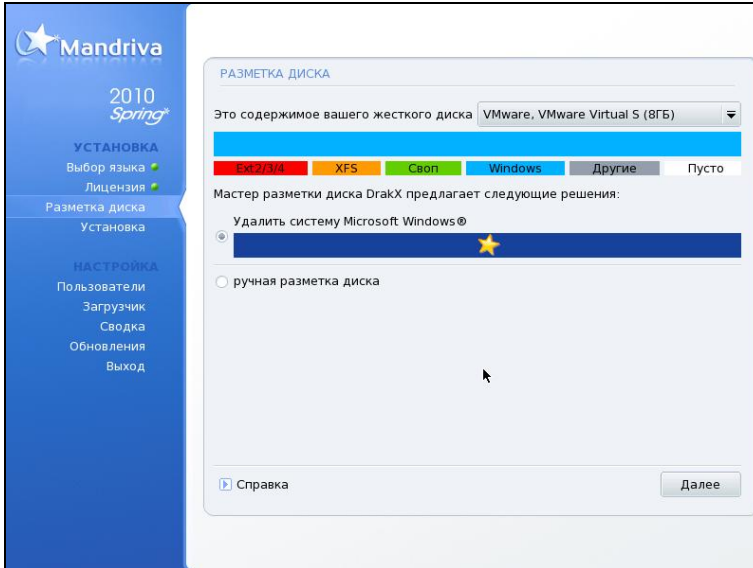 Mandriva
2010
Spring
УСТАНОВКА
Выбор языка
Лицензия
Разметка диска
Установка
НАСТРОЙКА
Пользователи
Загрузчик
Сводка
Обновления
Выход
РАЗМЕТКА ДИСКА
Это содержимое вашего жесткого диска VMware, VMware Virtual S (8ГБ)
Ext2/3/4 XFS Своп Windows Другие Пусто
Мастер разметки диска DrakX предлагает следующие решения:
Удалить систему Microsoft Windows®
ручная разметка диска
Справка
Далее